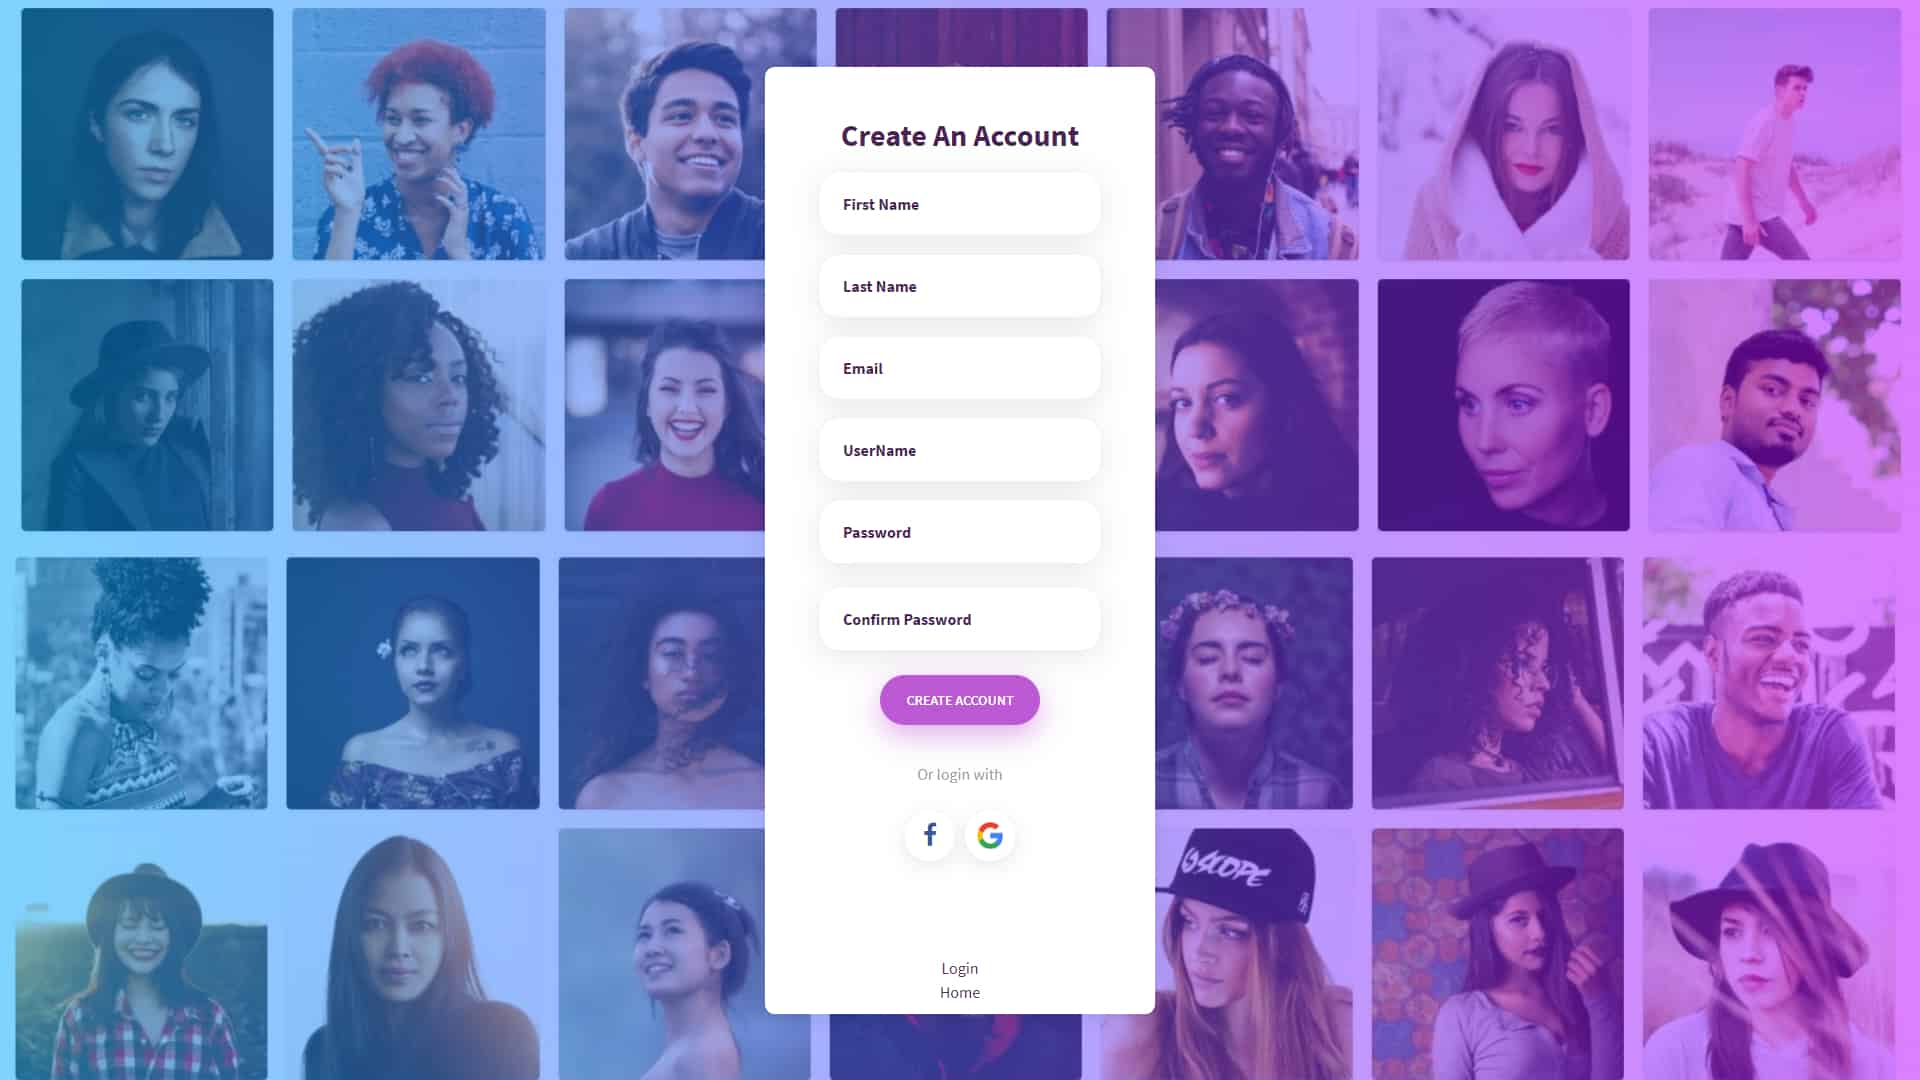 Create An Account
First Name
Last Name
Email
UserName
Password
Confirm Password
CREATE ACCOUNT
Or login with
Login
Home